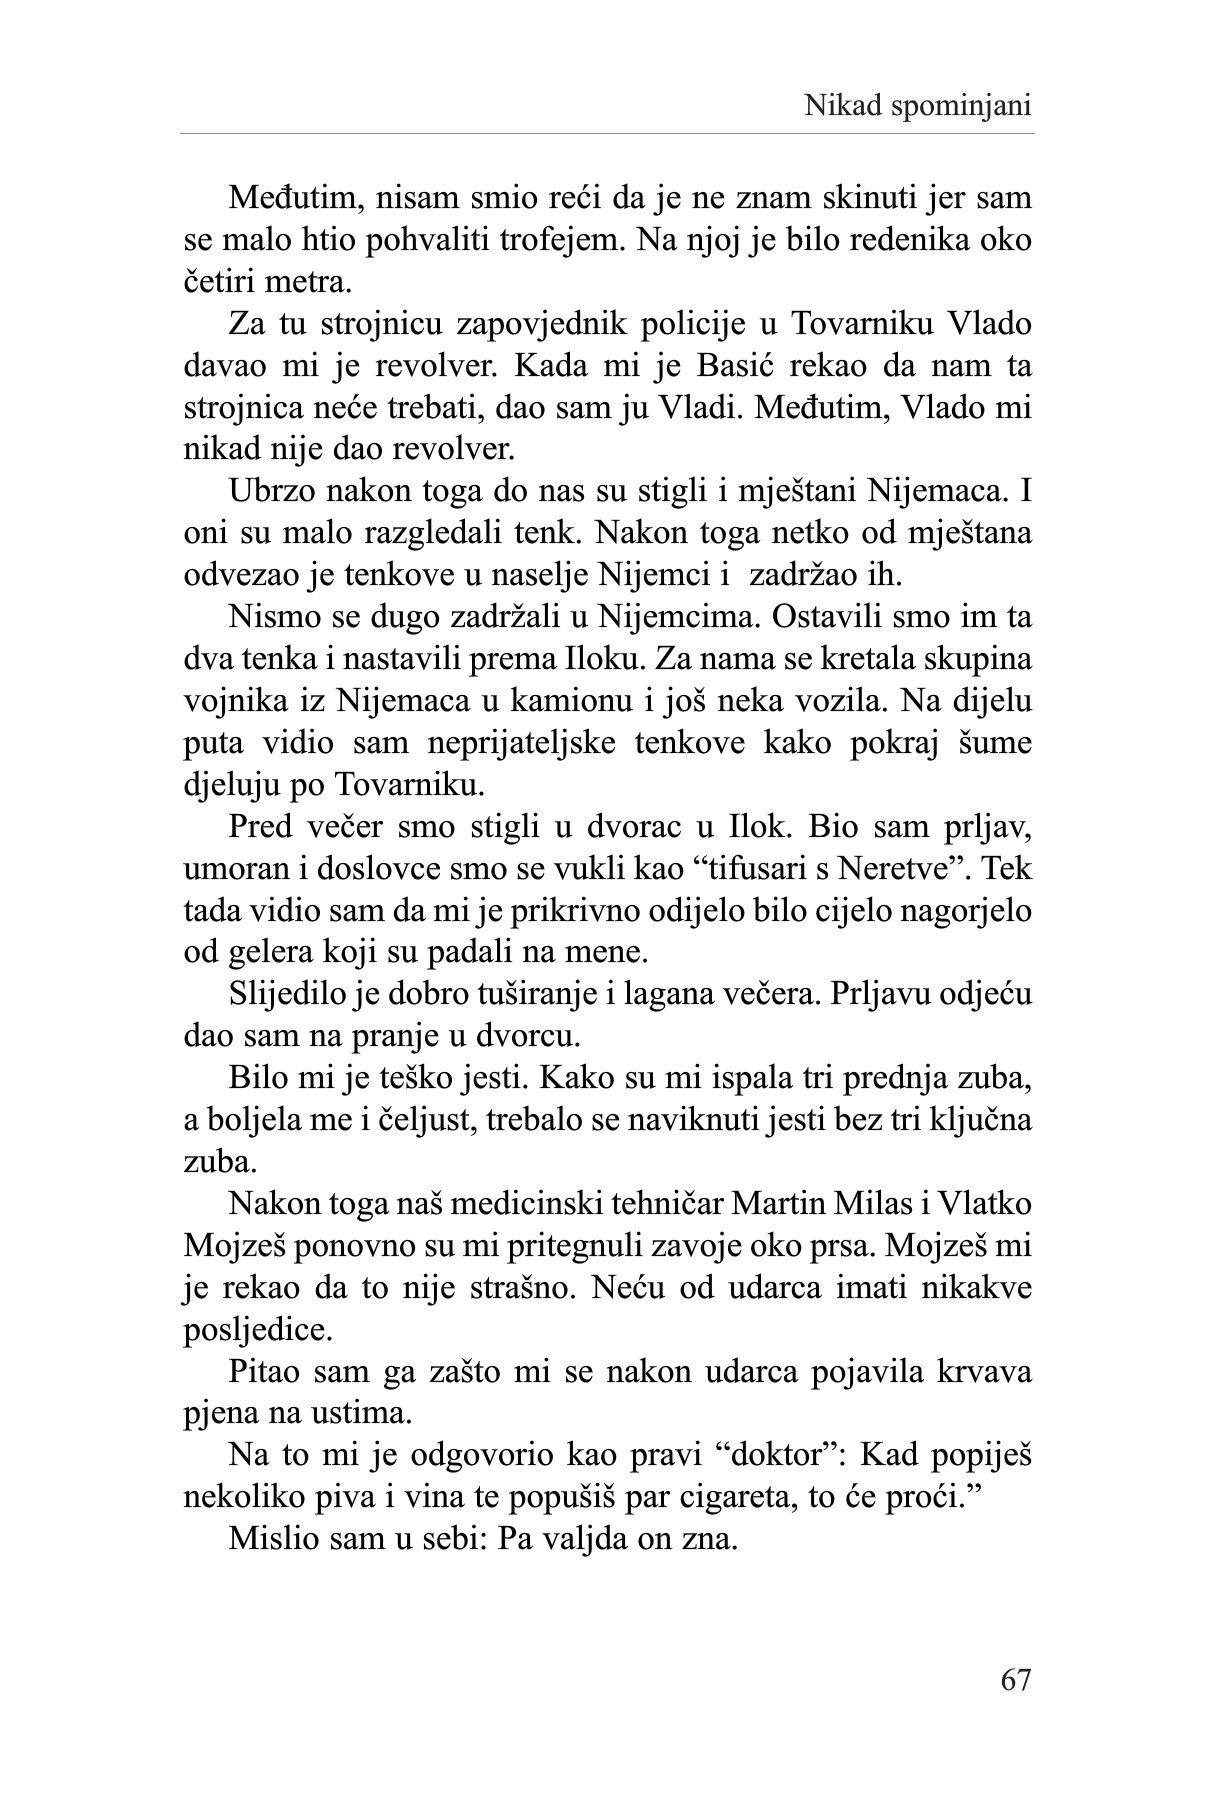 Nikad spominjani
Međutim, nisam smio reći da je ne znam skinuti jer sam
se malo htio pohvaliti trofejem. Na njoj je bilo redenika oko
četiri metra.
Za tu strojnicu zapovjednik policije u Tovarniku Vlado
davao mi je revolver. Kada mi je Basić rekao da nam ta
strojnica neće trebati, dao sam ju Vladi. Međutim, Vlado mi
nikad nije dao revolver.
Ubrzo nakon toga do nas su stigli i mještani Nijemaca. I
oni su malo razgledali tenk. Nakon toga netko od mještana
odvezao je tenkove u naselje Nijemci i  zadržao ih.
Nismo se dugo zadržali u Nijemcima. Ostavili smo im ta
dva tenka i nastavili prema Iloku. Za nama se kretala skupina
vojnika iz Nijemaca u kamionu i još neka vozila. Na dijelu
puta vidio sam neprijateljske tenkove kako pokraj šume
djeluju po Tovarniku.
Pred večer smo stigli u dvorac u Ilok. Bio sam prljav,
umoran i doslovce smo se vukli kao “tifusari s Neretve”. Tek
tada vidio sam da mi je prikrivno odijelo bilo cijelo nagorjelo
od gelera koji su padali na mene.
Slijedilo je dobro tuširanje i lagana večera. Prljavu odjeću
dao sam na pranje u dvorcu.
Bilo mi je teško jesti. Kako su mi ispala tri prednja zuba,
a boljela me i čeljust, trebalo se naviknuti jesti bez tri ključna
zuba.
Nakon toga naš medicinski tehničar Martin Milas i Vlatko
Mojzeš ponovno su mi pritegnuli zavoje oko prsa. Mojzeš mi
je rekao da to nije strašno. Neću od udarca imati nikakve
posljedice.
Pitao sam ga zašto mi se nakon udarca pojavila krvava
pjena na ustima.
Na to mi je odgovorio kao pravi “doktor”: Kad popiješ
nekoliko piva i vina te popušiš par cigareta, to će proći.”
Mislio sam u sebi: Pa valjda on zna.
67